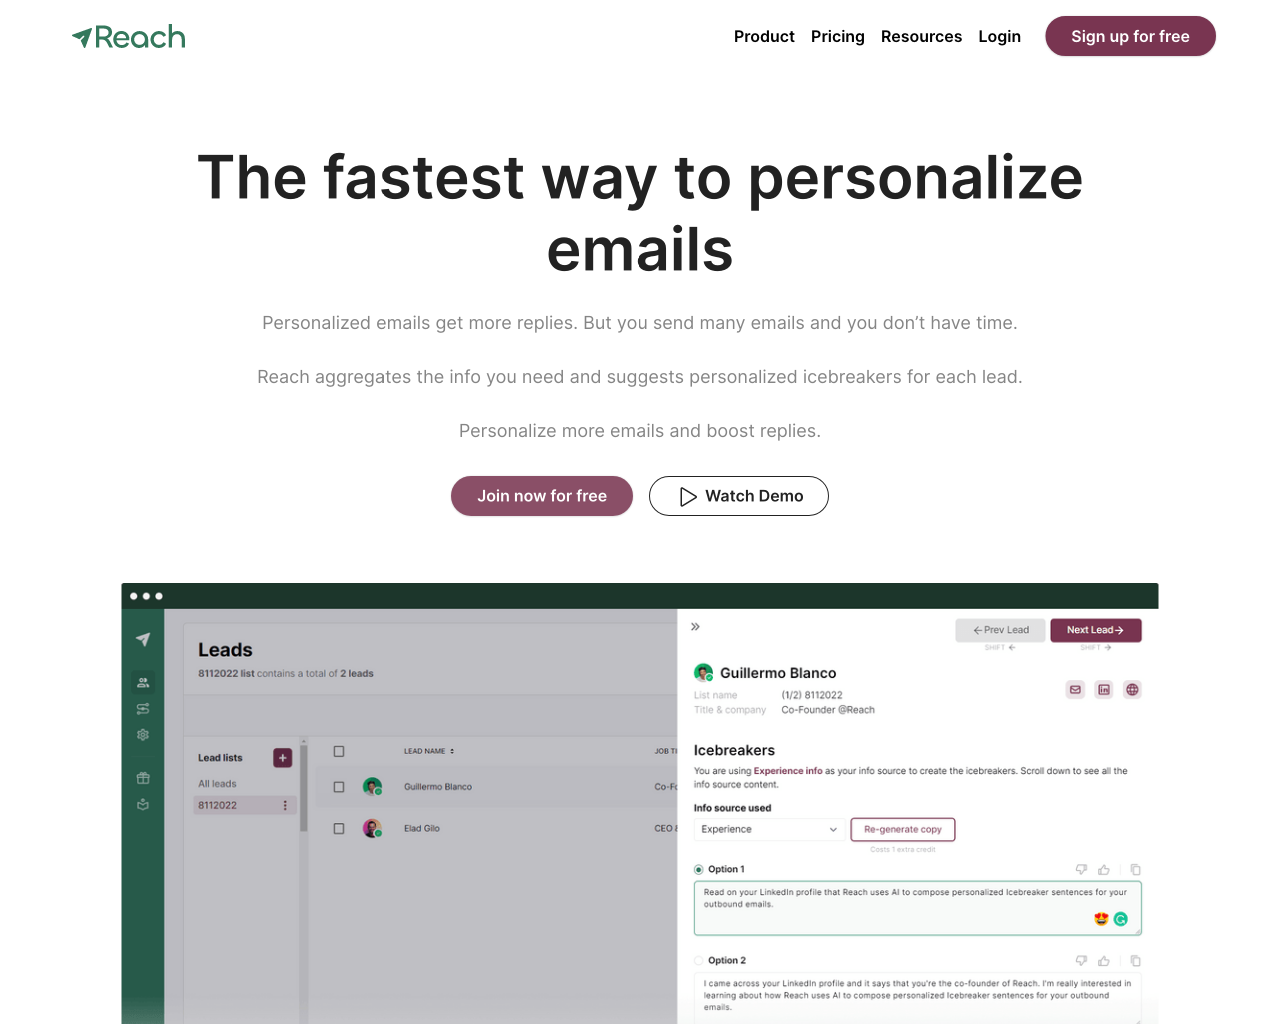 Reach
Product Pricing Resources Login Sign up for free
The fastest way to personalize
emails
Personalized emails get more replies. But you send many emails and you don’t have time.
Reach aggregates the info you need and suggests personalized icebreakers for each lead.
Personalize more emails and boost replies.
Join now for free
Watch Demo
Leads
8112022 list contains a total of 2 leads
Lead lists
All leads
8112022
LEAD NAME
JOB TI
Guillermo Blanco
Co-Fo
Elad Gilo
CEO &
Prev Lead
SHIFT
Next Lead
SHIFT
Guillermo Blanco
List name (1/2) 8112022
Title & company Co-Founder @Reach
Icebreakers
You are using Experience info as your info source to create the icebreakers. Scroll down to see all the
info source content.
Info source used
Experience
Re-generate copy
Costs 1 extra credit
Option 1
Read on your LinkedIn profile that Reach uses AI to compose personalized Icebreaker sentences for your
outbound emails.
Option 2
I came across your LinkedIn profile and it says that you're the co-founder of Reach. I'm really interested in
learning about how Reach uses AI to compose personalized Icebreaker sentences for your outbound
emails.